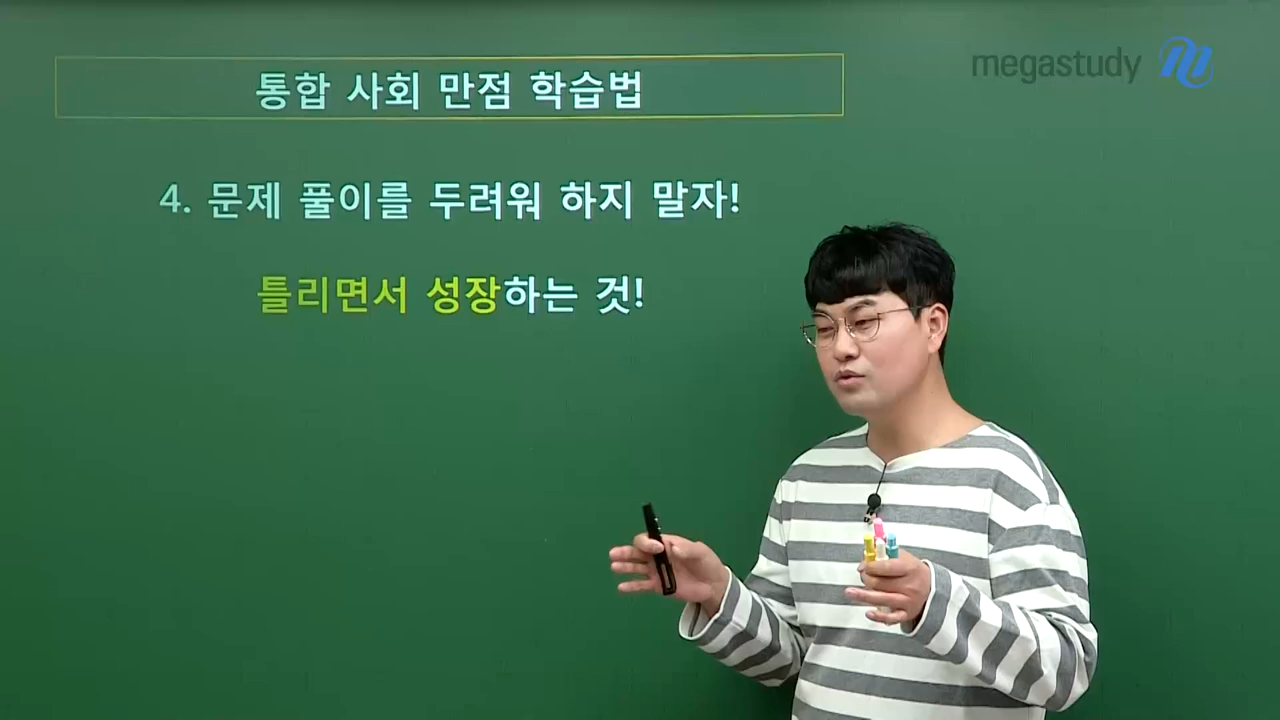 통합 사회 만점 학습법
megastudy
4. 문제 풀이를 두려워 하지 말자!
틀리면서 성장하는 것!